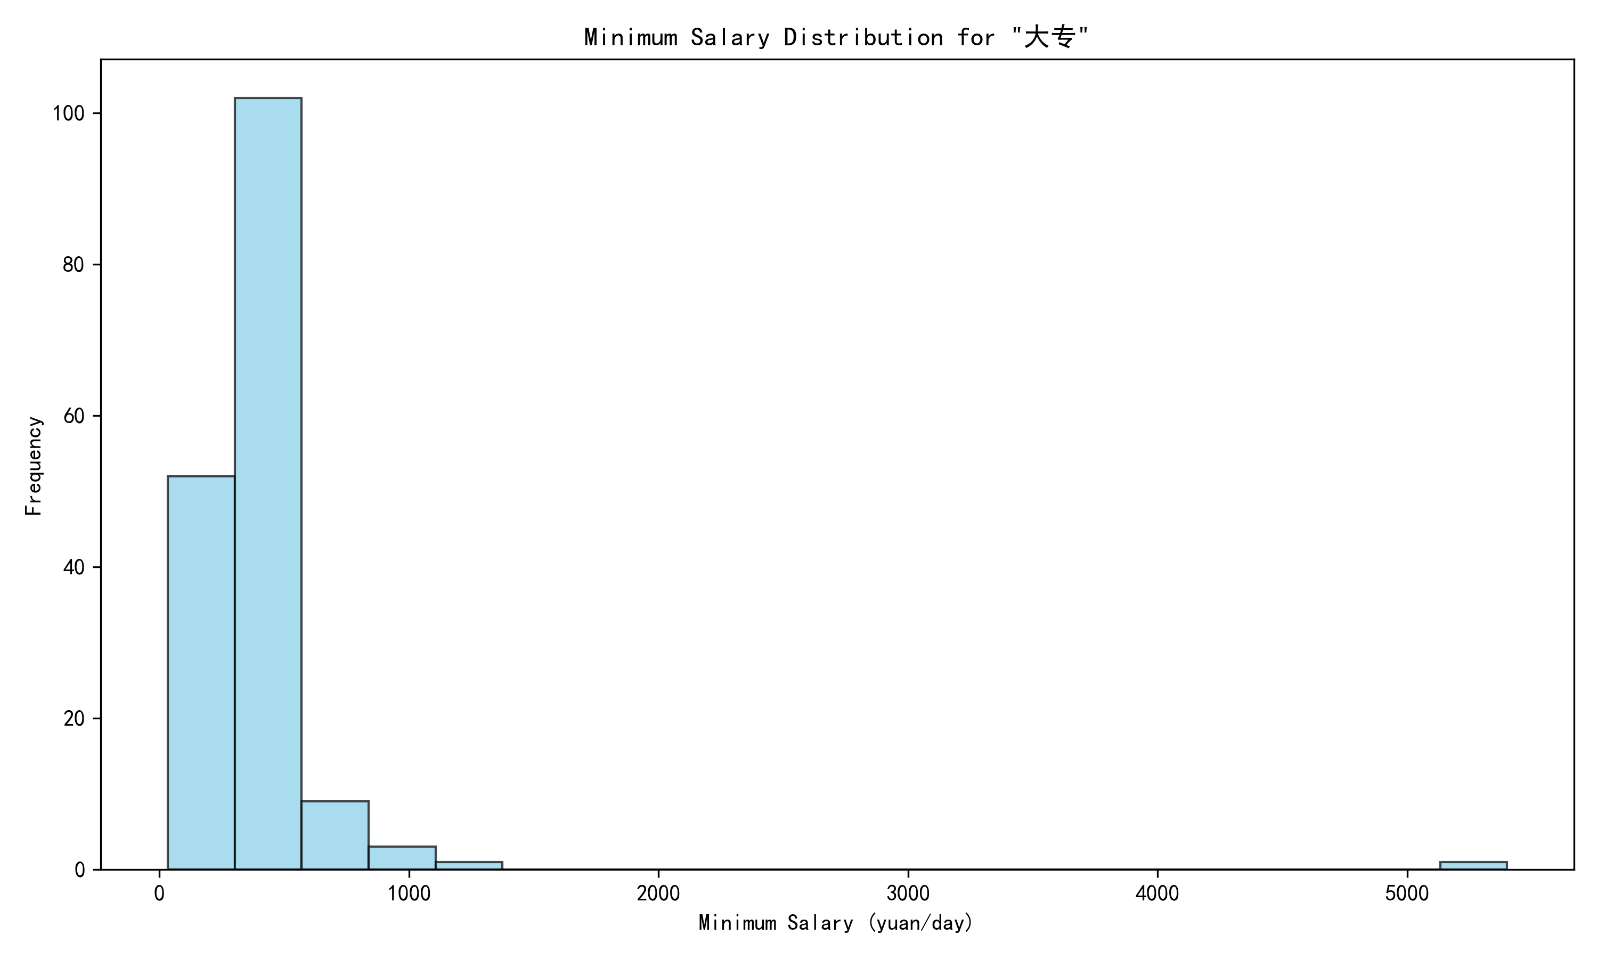 Minimum Salary Distribution for "大专"
100
80
60
40
20
0
Frequency
0 1000 2000 3000 4000 5000
Minimum Salary (yuan/day)